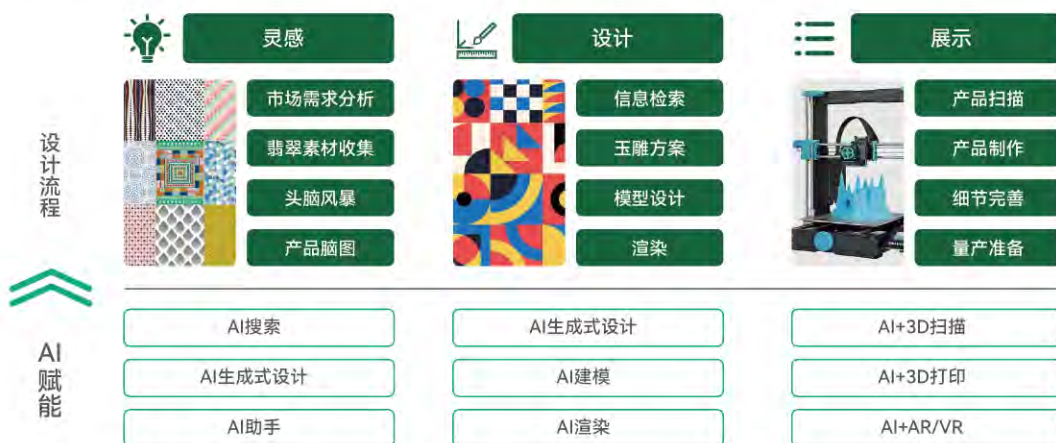 灵感
设计
展示
设计流程
市场需求分析
翡翠素材收集
头脑风暴
产品脑图
信息检索
玉雕方案
模型设计
渲染
产品扫描
产品制作
细节完善
量产准备
AI赋能
AI搜索
AI生成式设计
AI助手
AI生成式设计
AI建模
AI渲染
AI+3D扫描
AI+3D打印
AI+AR/VR